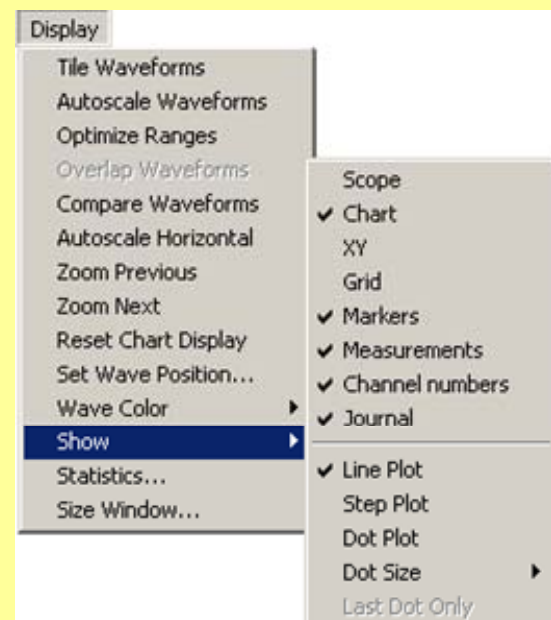 Display
Tile Waveforms
Autoscale Waveforms
Optimize Ranges
Overlap Waveforms
Compare Waveforms
Autoscale Horizontal
Zoom Previous
Zoom Next
Reset Chart Display
Set Wave Position...
Wave Color
Show
Statistics...
Size Window...
Scope
Chart
XY
Grid
Markers
Measurements
Channel numbers
Journal
Line Plot
Step Plot
Dot Plot
Dot Size
Last Dot Only